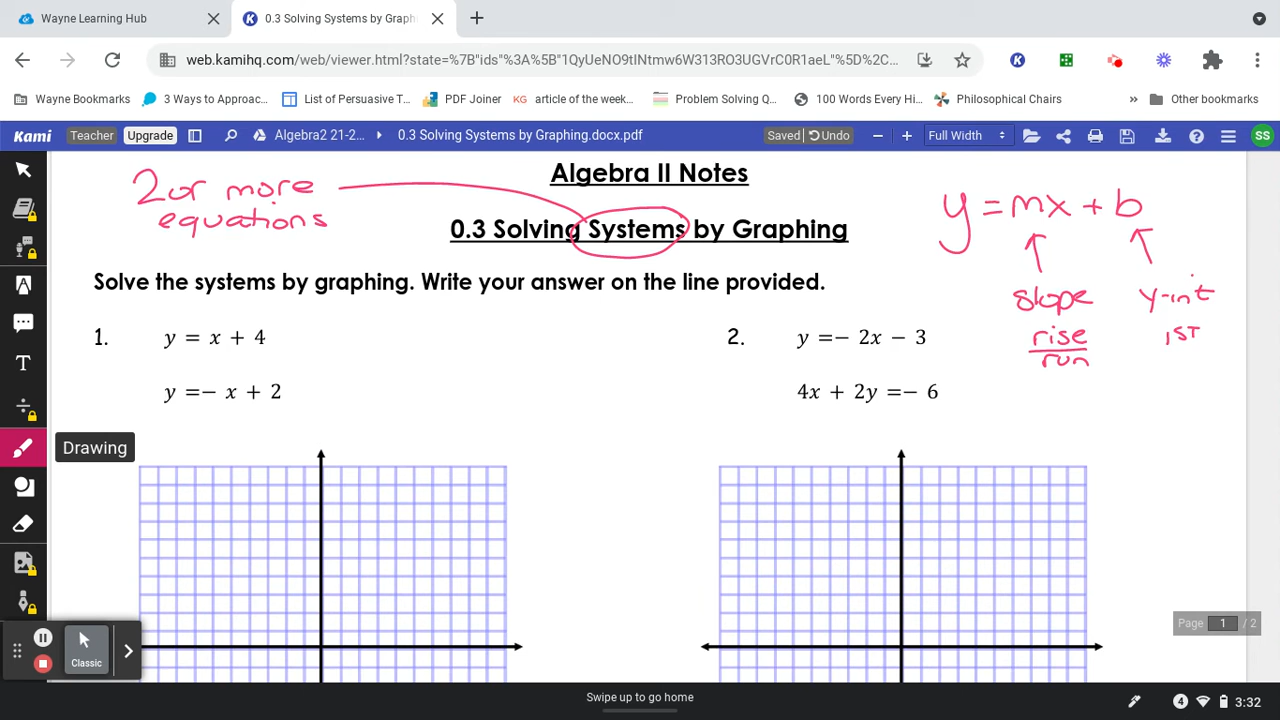 Wayne Learning Hub
0.3 Solving Systems by Graph
web.kamihq.com/web/viewer.html?state=%7B"ids"%3A%5B"1QyUeNO9tINtmw6W313RO3UGVrC0R1aeL"%5D%2C...
Wayne Bookmarks
3 Ways to Approac...
List of Persuasive T...
PDF Joiner
KG article of the week...
Problem Solving Q...
100 Words Every Hi...
Philosophical Chairs
»
Other bookmarks
Kami Teacher Upgrade
Algebra2 21-2...
0.3 Solving Systems by Graphing.docx.pdf
Saved Undo
Full Width
SS
Algebra II Notes
2 or more
equations
0.3 Solving Systems by Graphing
y = mx + b
slope
rise
run
y-int
1ST
Solve the systems by graphing. Write your answer on the line provided.
1. y = x + 4
y =− x + 2
2. y =− 2x − 3
4x + 2y =− 6
Drawing
Classic
Page 1 / 2
Swipe up to go home
4
3:32